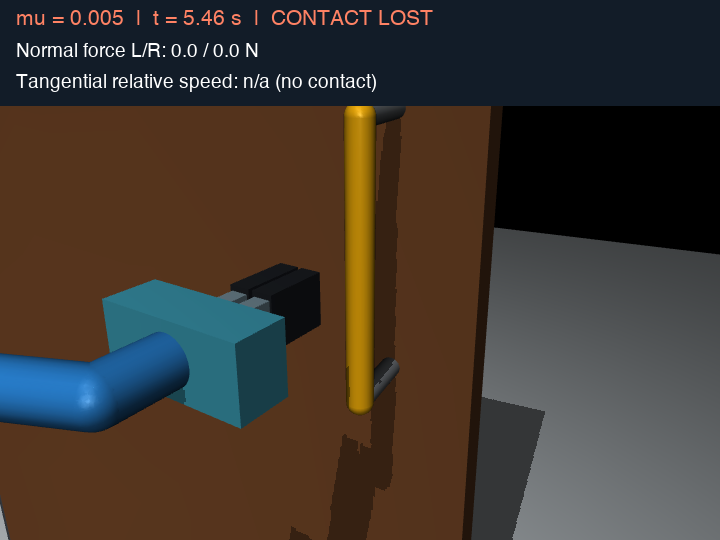 mu = 0.005 | t = 5.46 s | CONTACT LOST
Normal force L/R: 0.0 / 0.0 N
Tangential relative speed: n/a (no contact)